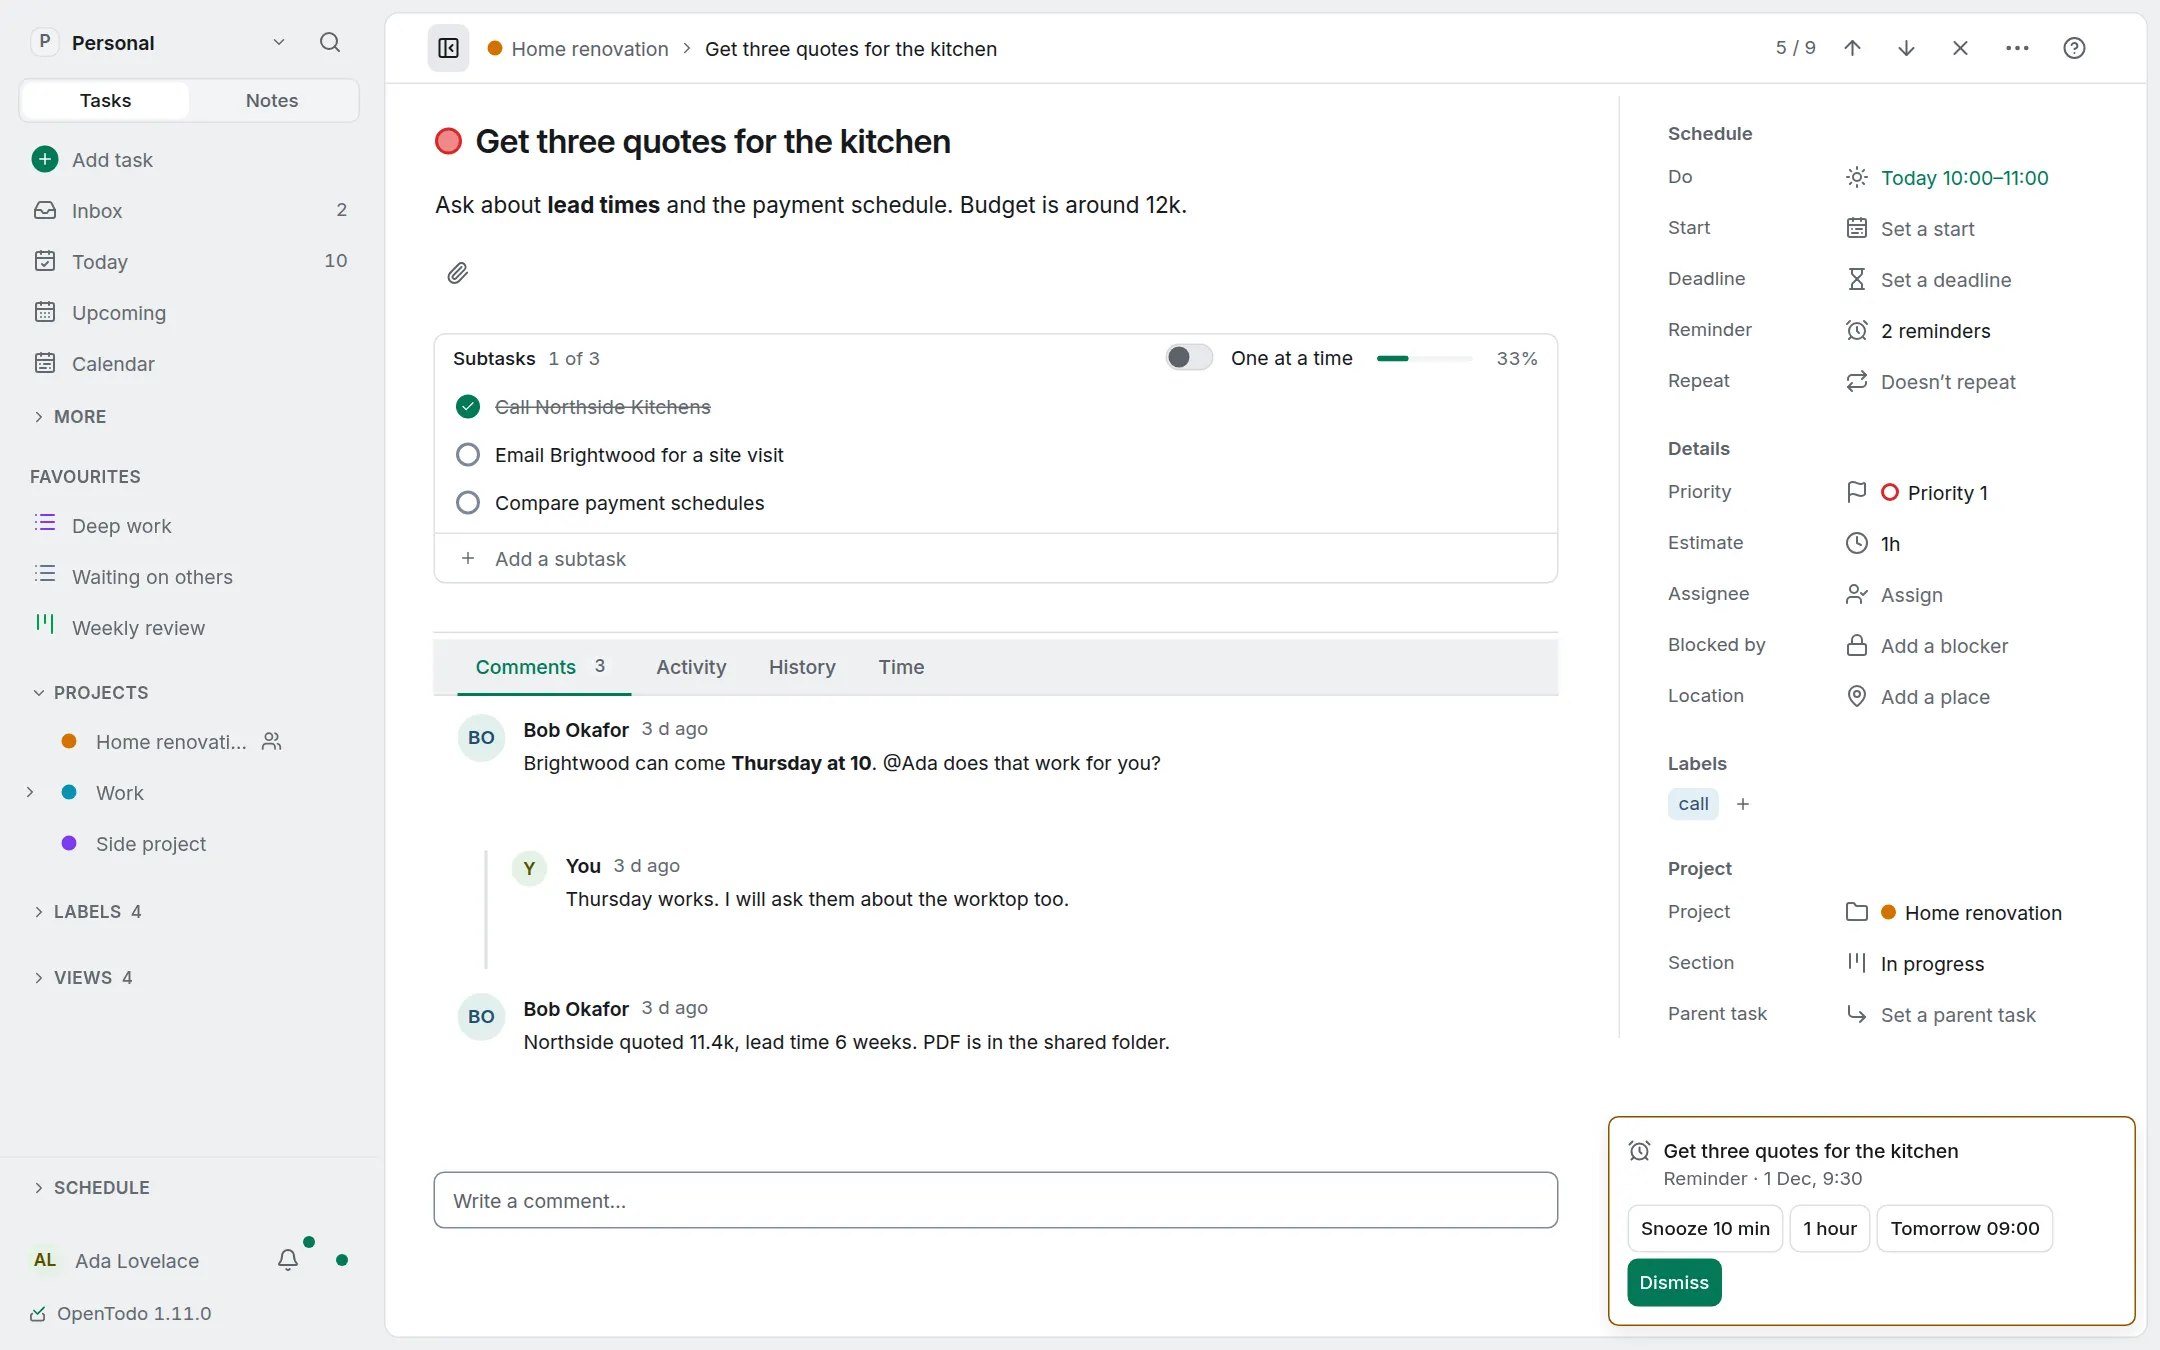 P Personal
Tasks Notes
Add task
Inbox 2
Today 10
Upcoming
Calendar
MORE
FAVOURITES
Deep work
Waiting on others
Weekly review
PROJECTS
Home renovati...
Work
Side project
LABELS 4
VIEWS 4
SCHEDULE
AL Ada Lovelace
OpenTodo 1.11.0
Home renovation > Get three quotes for the kitchen
5 / 9
Get three quotes for the kitchen
Ask about lead times and the payment schedule. Budget is around 12k.
Subtasks 1 of 3 One at a time 33%
Call Northside Kitchens
Email Brightwood for a site visit
Compare payment schedules
+ Add a subtask
Comments 3 Activity History Time
BO Bob Okafor 3 d ago
Brightwood can come Thursday at 10. @Ada does that work for you?
Y You 3 d ago
Thursday works. I will ask them about the worktop too.
BO Bob Okafor 3 d ago
Northside quoted 11.4k, lead time 6 weeks. PDF is in the shared folder.
Write a comment...
Schedule
Do Today 10:00–11:00
Start Set a start
Deadline Set a deadline
Reminder 2 reminders
Repeat Doesn't repeat
Details
Priority Priority 1
Estimate 1h
Assignee Assign
Blocked by Add a blocker
Location Add a place
Labels
call +
Project
Project Home renovation
Section In progress
Parent task Set a parent task
Get three quotes for the kitchen
Reminder · 1 Dec, 9:30
Snooze 10 min 1 hour Tomorrow 09:00
Dismiss